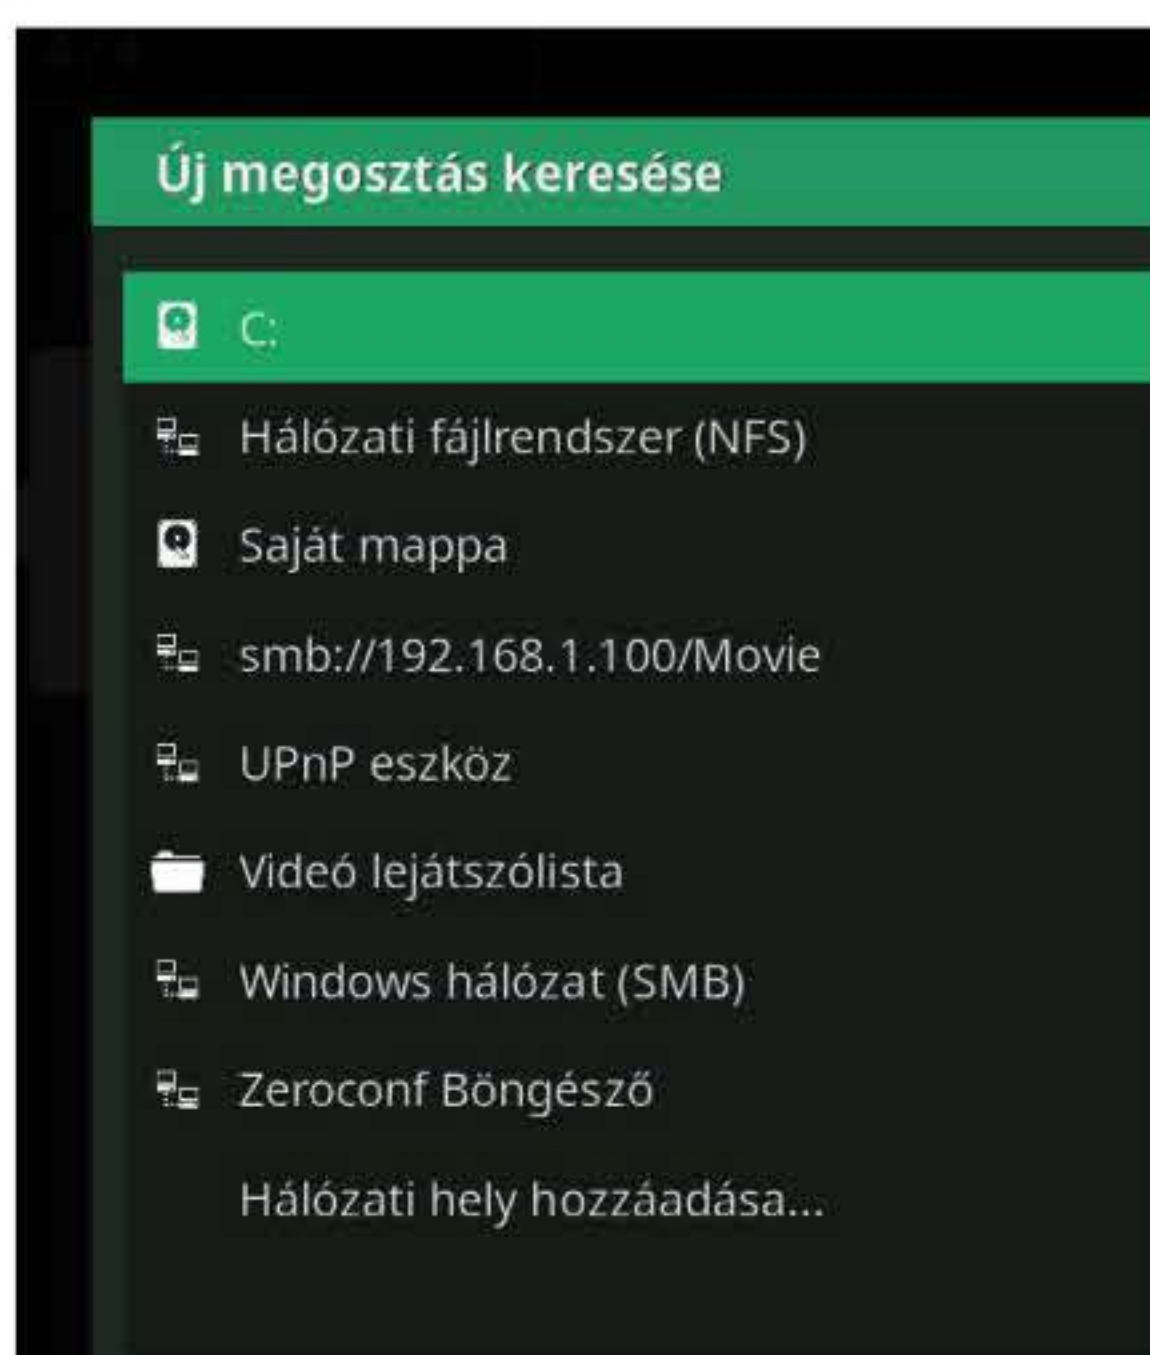 Új megosztás keresése
C:
Hálózati fájlrendszer (NFS)
Saját mappa
smb://192.168.1.100/Movie
UPnP eszköz
Videó lejátszólista
Windows hálózat (SMB)
Zeroconf Böngésző
Hálózati hely hozzáadása...